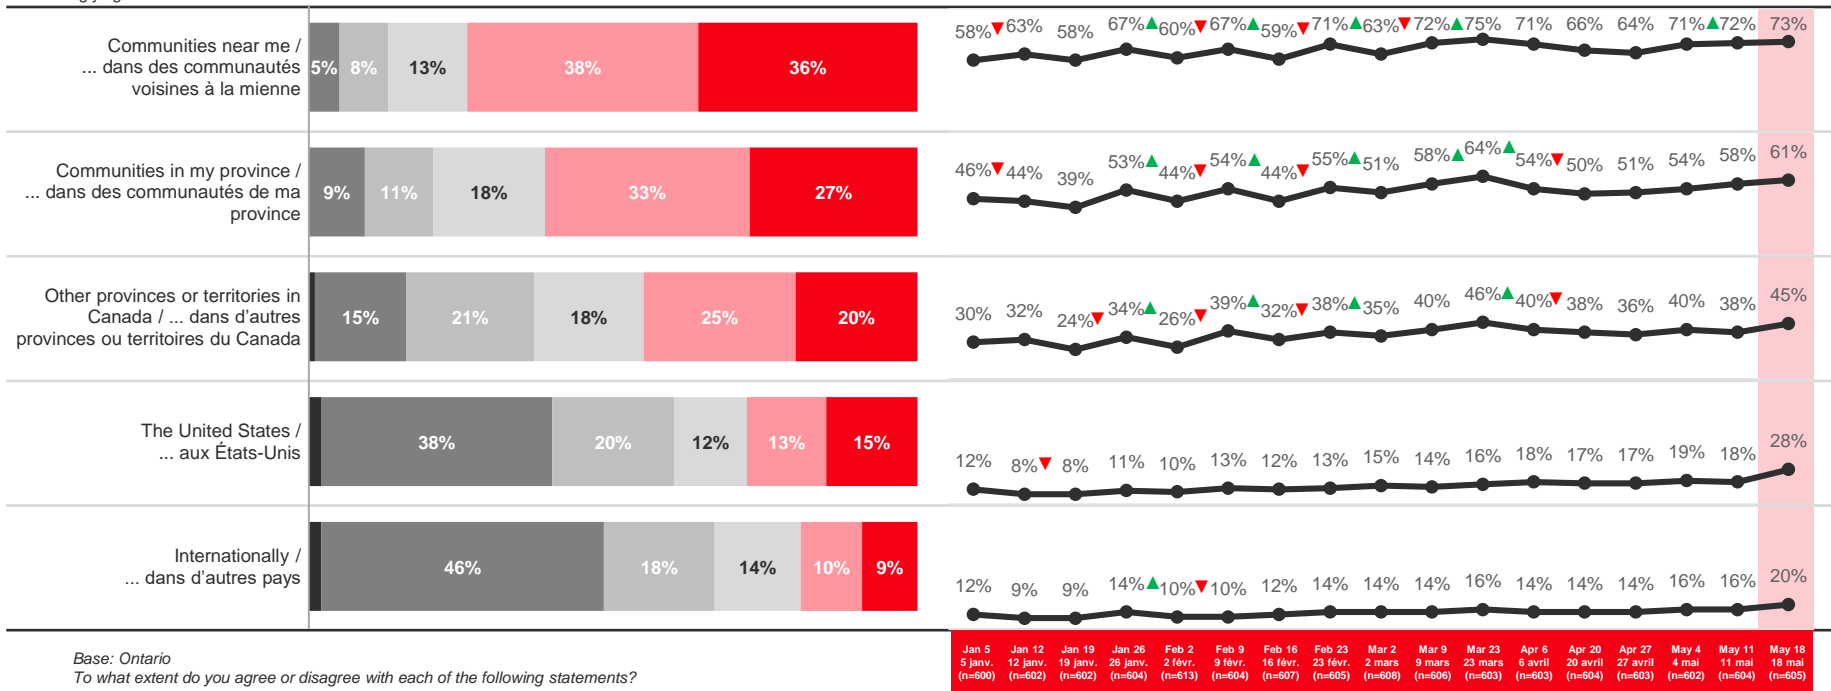 Communities near me /
... dans des communautés
voisines à la mienne
5% 8% 13% 38% 36%
58% 63% 58% 67% 60% 67% 59% 71% 63% 72% 75% 71% 66% 64% 71% 72% 73%
Communities in my province /
... dans des communautés de ma
province
9% 11% 18% 33% 27%
46% 44% 39% 53% 44% 54% 44% 55% 51% 58% 64% 54% 50% 51% 54% 58% 61%
Other provinces or territories in
Canada / ... dans d'autres
provinces ou territoires du Canada
15% 21% 18% 25% 20%
30% 32% 24% 34% 26% 39% 32% 38% 35% 40% 46% 40% 38% 36% 40% 38% 45%
The United States /
... aux États-Unis
38% 20% 12% 13% 15%
12% 8% 8% 11% 10% 13% 12% 13% 15% 14% 16% 18% 17% 17% 19% 18% 28%
Internationally /
... dans d'autres pays
46% 18% 14% 10% 9%
12% 9% 9% 14% 10% 10% 12% 14% 14% 14% 16% 14% 14% 14% 16% 16% 20%
Jan 5 Jan 12 Jan 19 Jan 26 Feb 2 Feb 9 Feb 16 Feb 23 Mar 2 Mar 9 Mar 23 Apr 6 Apr 20 Apr 27 May 4 May 11 May 18
5 janv. 12 janv. 19 janv. 26 janv. 2 févr. 9 févr. 16 févr. 23 févr. 2 mars 9 mars 23 mars 6 avril 20 avril 27 avril 4 mai 11 mai 18 mai
(n=600) (n=602) (n=602) (n=604) (n=613) (n=604) (n=607) (n=605) (n=608) (n=606) (n=603) (n=603) (n=604) (n=603) (n=602) (n=604) (n=605)
Base: Ontario
To what extent do you agree or disagree with each of the following statements?